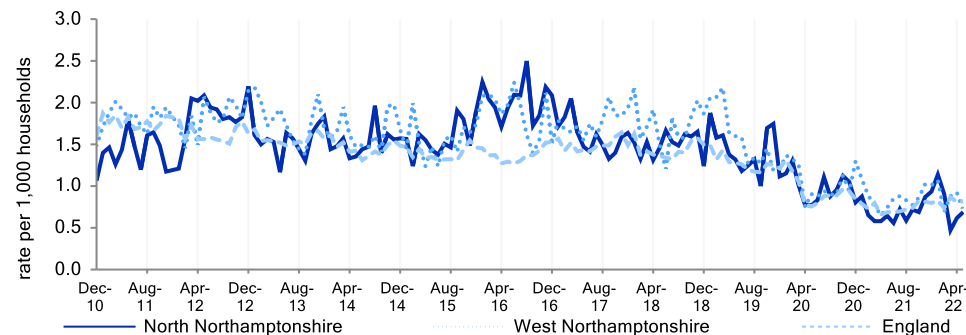 rate per 1,000 households
3.0
2.5
2.0
1.5
1.0
0.5
0.0
Dec- Aug- Apr- Dec- Aug- Apr- Dec- Aug- Apr- Dec- Aug- Apr- Dec- Aug- Apr- Dec- Aug- Apr-
10 11 12 12 13 14 14 15 16 16 17 18 18 19 20 20 21 22
North Northamptonshire West Northamptonshire England